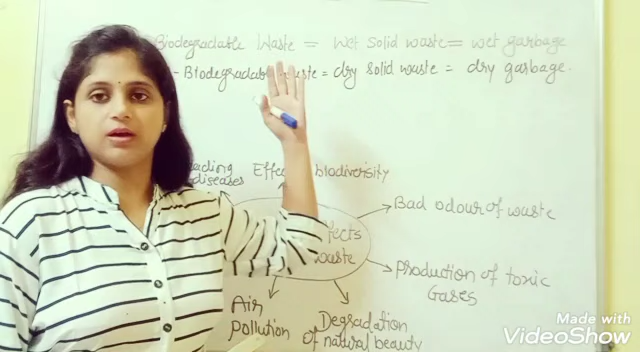 Biodegradable Waste = Wet Solid waste = wet garbage
- Biodegradable waste = dry solid waste = dry garbage.
diseases
biodiversity
Bad odour of waste
Production of toxic
Gases
Air
Pollution
Degradation
of natural beauty
Made with
VideoShow